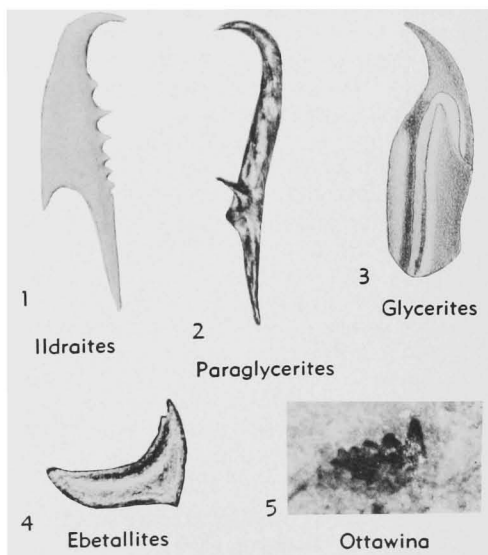 1
Ildraites
2
Paraglycerites
3
Glycerites
4
Ebetallites
5
Ottawina